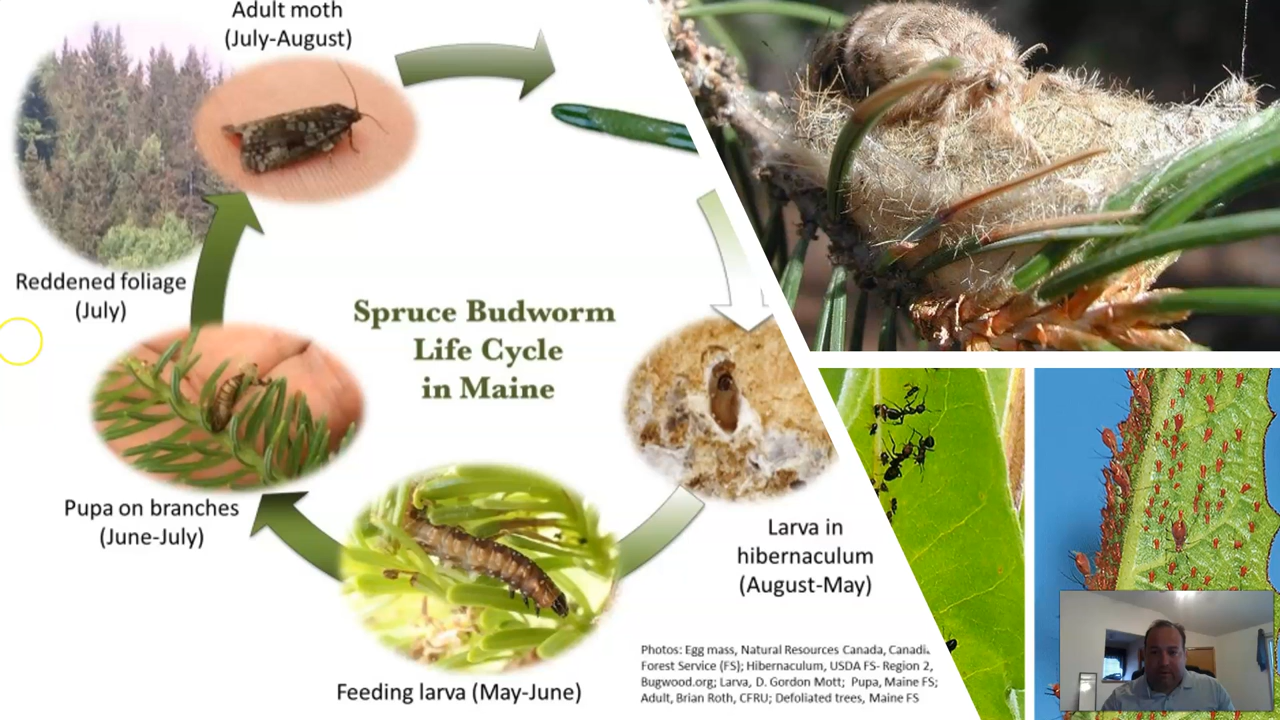 Adult moth
(July-August)
Reddened foliage
(July)
Spruce Budworm
Life Cycle
in Maine
Pupa on branches
(June-July)
Larva in
hibernaculum
(August-May)
Feeding larva (May-June)
Photos: Egg mass, Natural Resources Canada,
Forest Service (FS); Hibernaculum, USDA FS- Region 2,
Bugwood.org; Larva, D. Gordon Mott; Pupa, Maine FS;
Adult, Brian Roth, CFRU; Defoliated trees, Maine FS